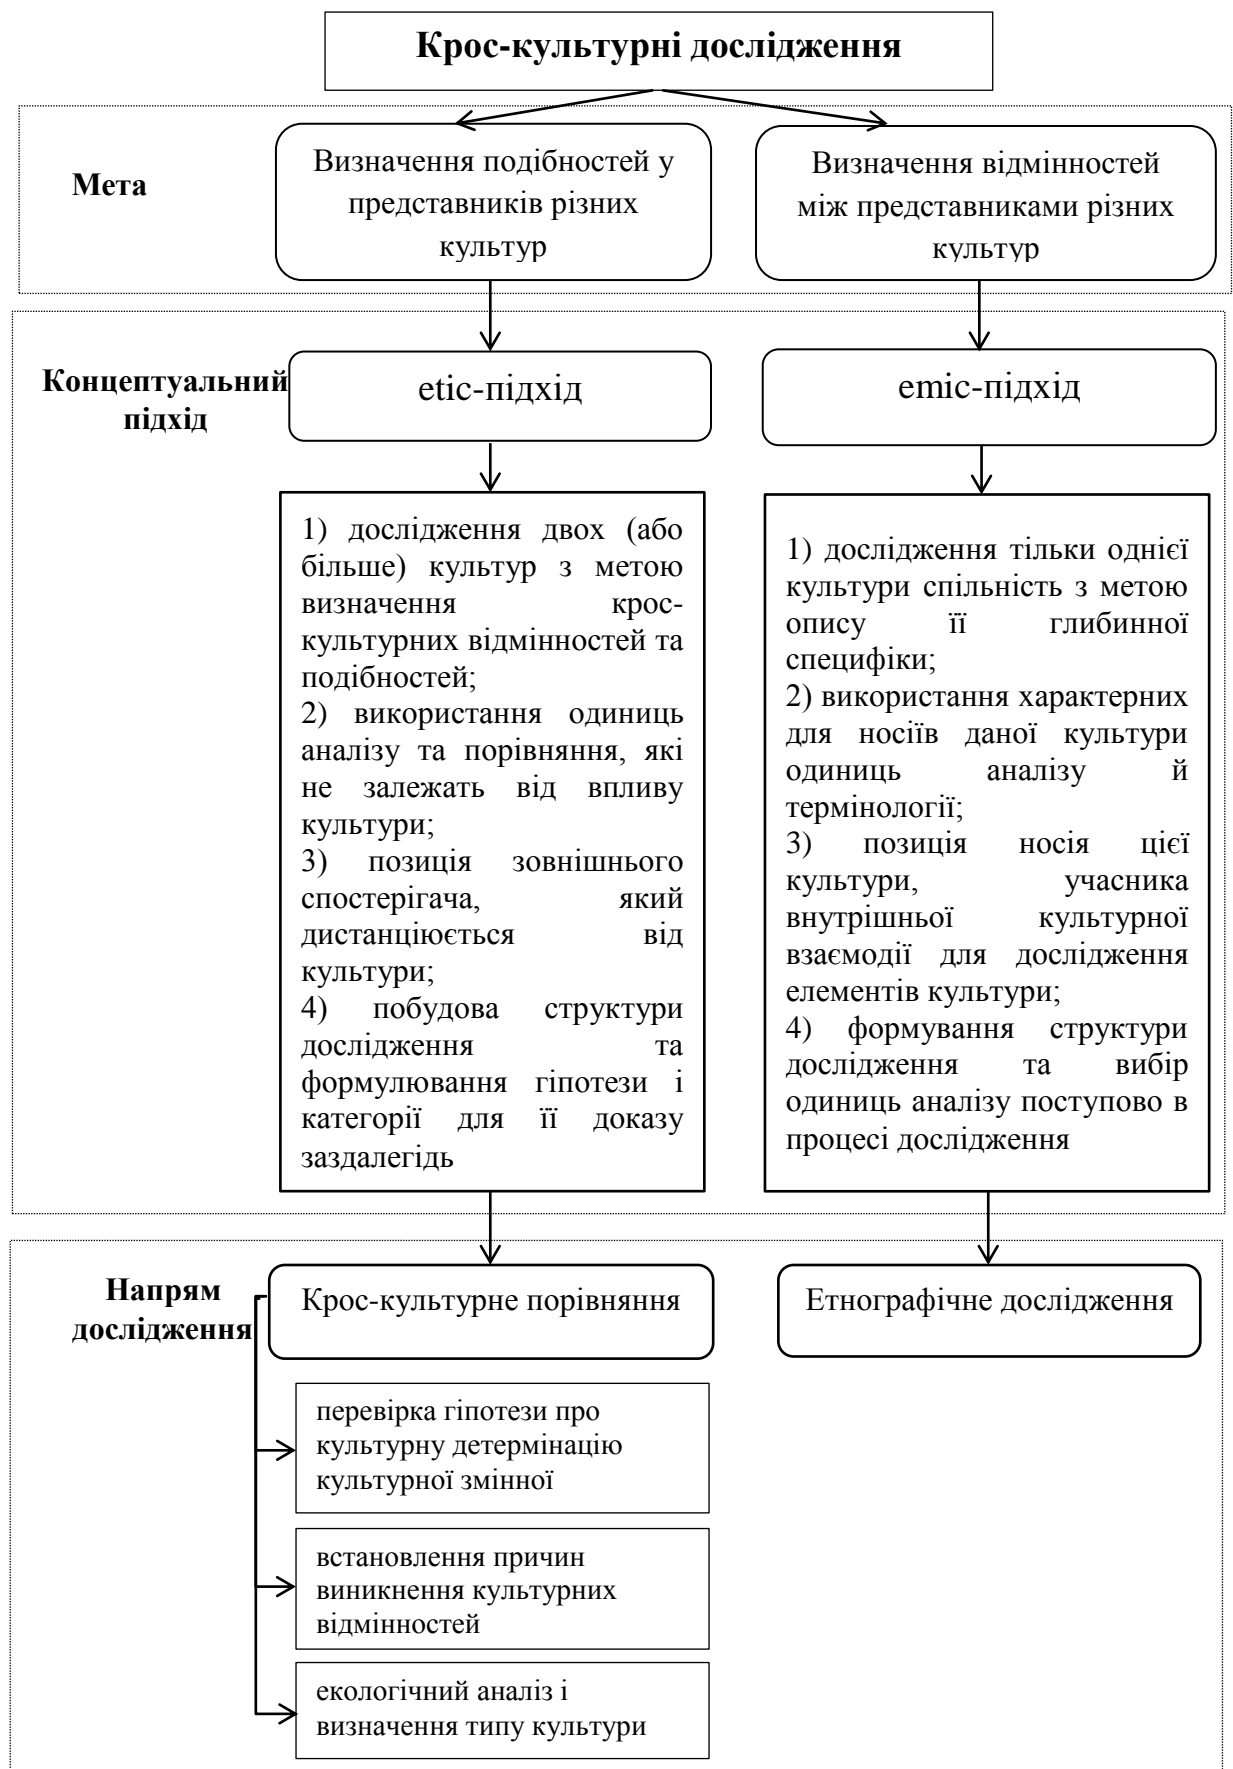 Крос-культурні дослідження
Мета
Визначення подібностей у
представників різних
культур
Визначення відмінностей
між представниками різних
культур
Концептуальний
підхід
etic-підхід
emic-підхід
1) дослідження двох (або
більше) культур з метою
визначення крос-
культурних відмінностей та
подібностей;
2) використання одиниць
аналізу та порівняння, які
не залежать від впливу
культури;
3) позиція зовнішнього
спостерігача, який
дистанціюється від
культури;
4) побудова структури
дослідження та
формулювання гіпотези і
категорії для її доказу
заздалегідь
1) дослідження тільки однієї
культури спільність з метою
опису її глибинної
специфіки;
2) використання характерних
для носіїв даної культури
одиниць аналізу й
термінології;
3) позиція носія цієї
культури, учасника
внутрішньої культурної
взаємодії для дослідження
елементів культури;
4) формування структури
дослідження та вибір
одиниць аналізу поступово в
процесі дослідження
Напрям
дослідження
Крос-культурне порівняння
Етнографічне дослідження
перевірка гіпотези про
культурну детермінацію
культурної змінної
встановлення причин
виникнення культурних
відмінностей
екологічний аналіз і
визначення типу культури